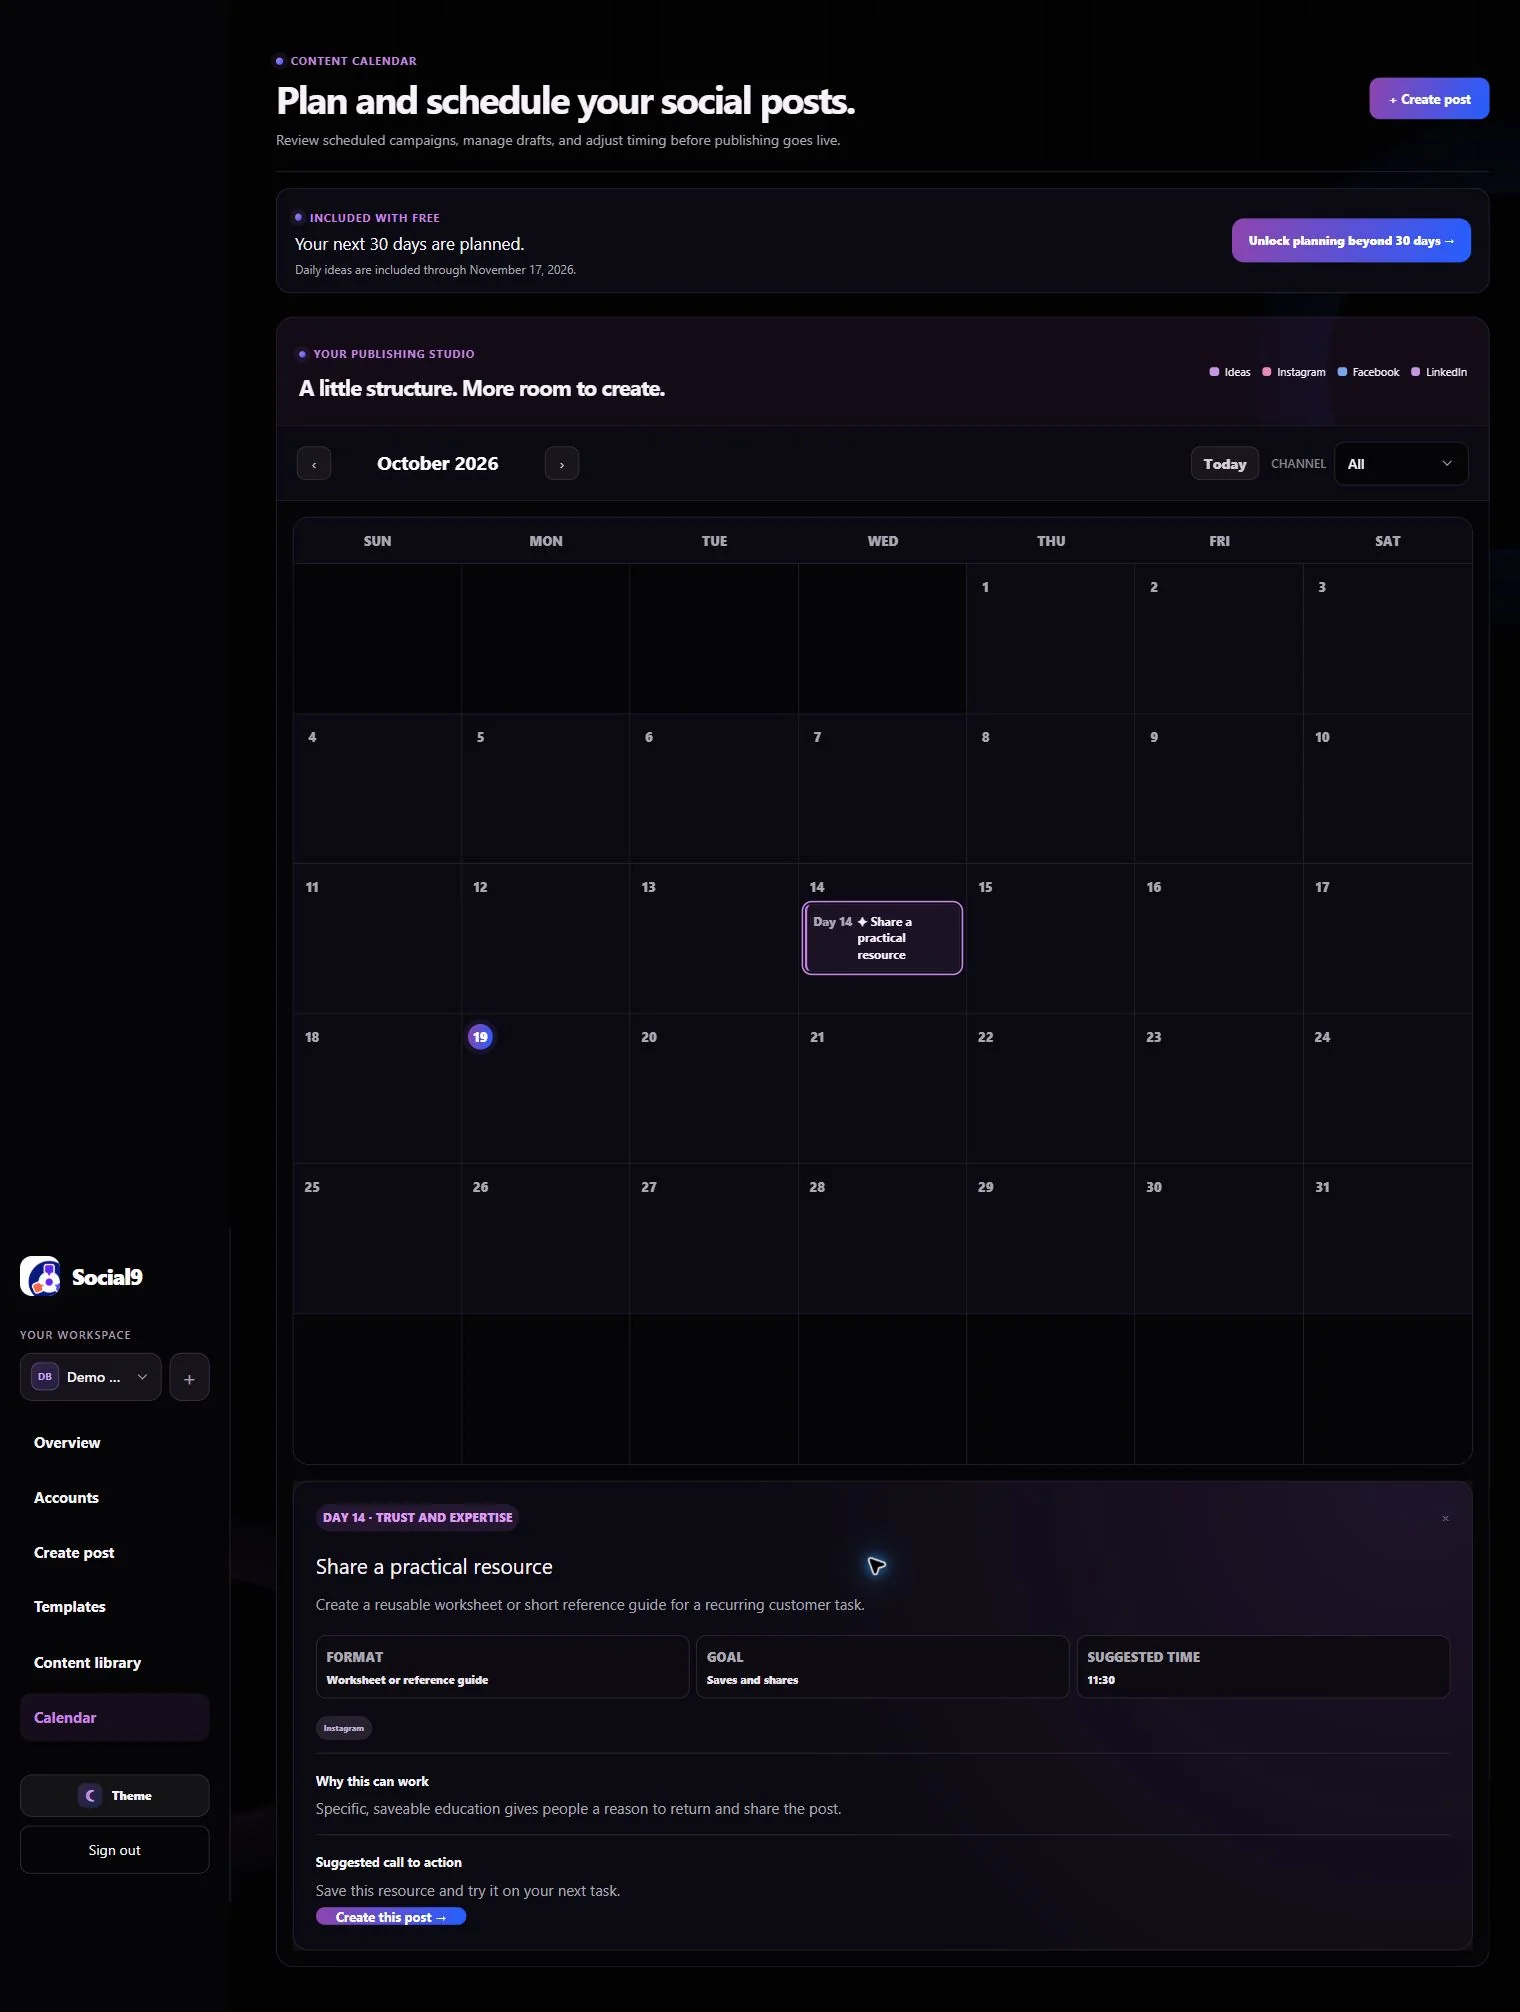 CONTENT CALENDAR
Plan and schedule your social posts.
Review scheduled campaigns, manage drafts, and adjust timing before publishing goes live.
+ Create post
INCLUDED WITH FREE
Your next 30 days are planned.
Daily ideas are included through November 17, 2026.
Unlock planning beyond 30 days →
YOUR PUBLISHING STUDIO
A little structure. More room to create.
Ideas Instagram Facebook LinkedIn
‹ October 2026 ›
Today CHANNEL All
SUN MON TUE WED THU FRI SAT
1 2 3
4 5 6 7 8 9 10
11 12 13 14 15 16 17
Day 14 ✦ Share a
practical
resource
18 19 20 21 22 23 24
25 26 27 28 29 30 31
Social9
YOUR WORKSPACE
DB Demo ... +
Overview
Accounts
Create post
Templates
Content library
Calendar
Theme
Sign out
DAY 14 · TRUST AND EXPERTISE ×
Share a practical resource
Create a reusable worksheet or short reference guide for a recurring customer task.
FORMAT
Worksheet or reference guide
GOAL
Saves and shares
SUGGESTED TIME
11:30
Instagram
Why this can work
Specific, saveable education gives people a reason to return and share the post.
Suggested call to action
Save this resource and try it on your next task.
Create this post →